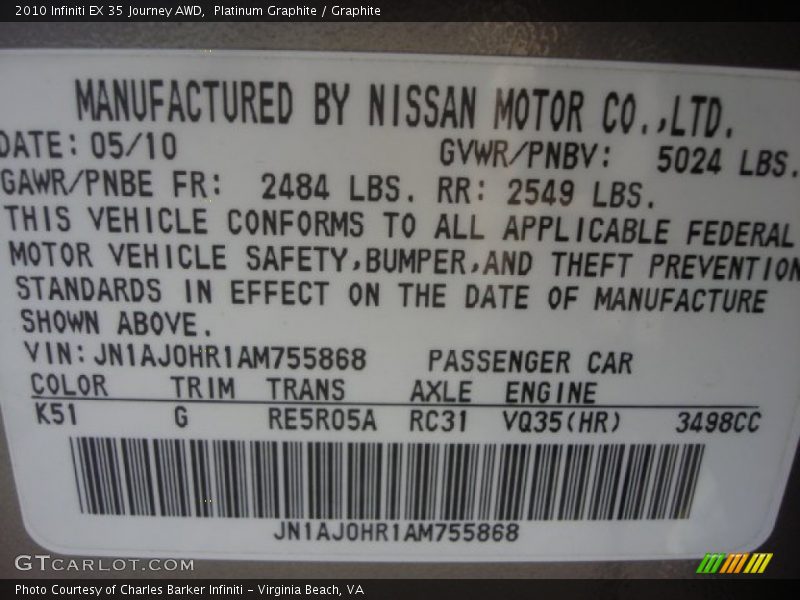 2010 Infiniti EX 35 Journey AWD,  Platinum Graphite / Graphite
MANUFACTURED BY NISSAN MOTOR CO.,LTD.
DATE: 05/10 GVWR/PNBV: 5024 LBS.
GAWR/PNBE FR: 2484 LBS. RR: 2549 LBS.
THIS VEHICLE CONFORMS TO ALL APPLICABLE FEDERAL
MOTOR VEHICLE SAFETY,BUMPER,AND THEFT PREVENTION
STANDARDS IN EFFECT ON THE DATE OF MANUFACTURE
SHOWN ABOVE.
VIN:JN1AJ0HR1AM755868 PASSENGER CAR
COLOR TRIM TRANS AXLE ENGINE
K51 G RE5R05A RC31 VQ35(HR) 3498CC
JN1AJ0HR1AM755868
GTCARLOT.COM
Photo Courtesy of Charles Barker Infiniti - Virginia Beach, VA